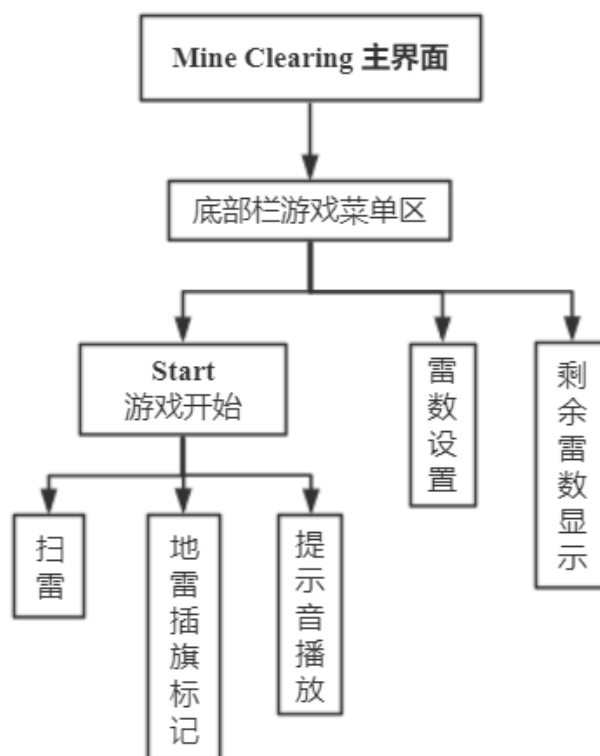 Mine Clearing 主界面
底部栏游戏菜单区
Start
游戏开始
雷数设置
剩余雷数显示
扫雷
地雷插旗标记
提示音播放